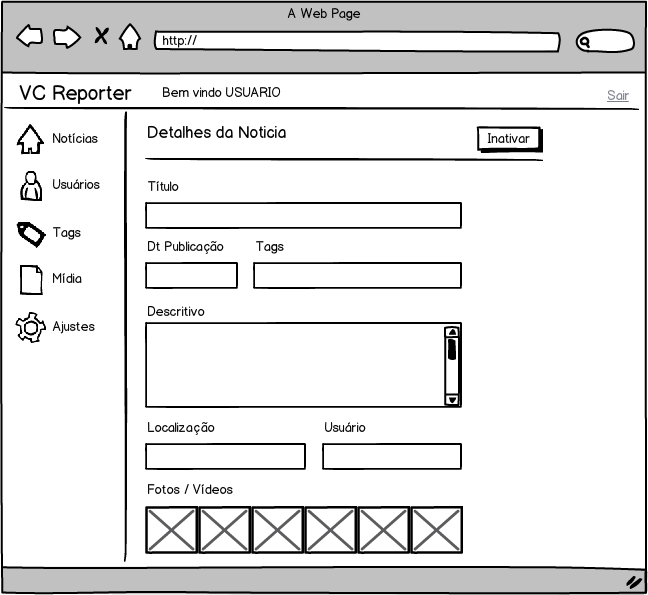 A Web Page
http://
VC Reporter
Bem vindo USUARIO
Sair
Notícias
Usuários
Tags
Mídia
Ajustes
Detalhes da Noticia
Inativar
Título
Dt Publicação
Tags
Descritivo
Localização
Usuário
Fotos / Vídeos